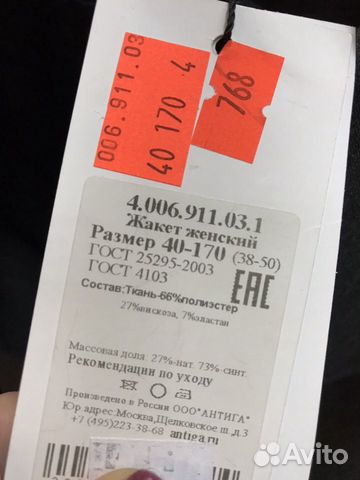 006.911.03
40 170 4
768
4.006.911.03.1
Жакет женский
Размер 40-170 (38-50)
ГОСТ 25295-2003
ГОСТ 4103
EAC
Состав:Ткань-66%полиэстер
27%вискоза, 7%эластан
Массовая доля: 27%-нат. 73%-синт.
Рекомендации по уходу
Произведено в России ООО"АНТИГА"
Юр.адрес:Москва,Щелковское ш.,д.3
+7 (495)223-38-68 antiga.ru
Avito